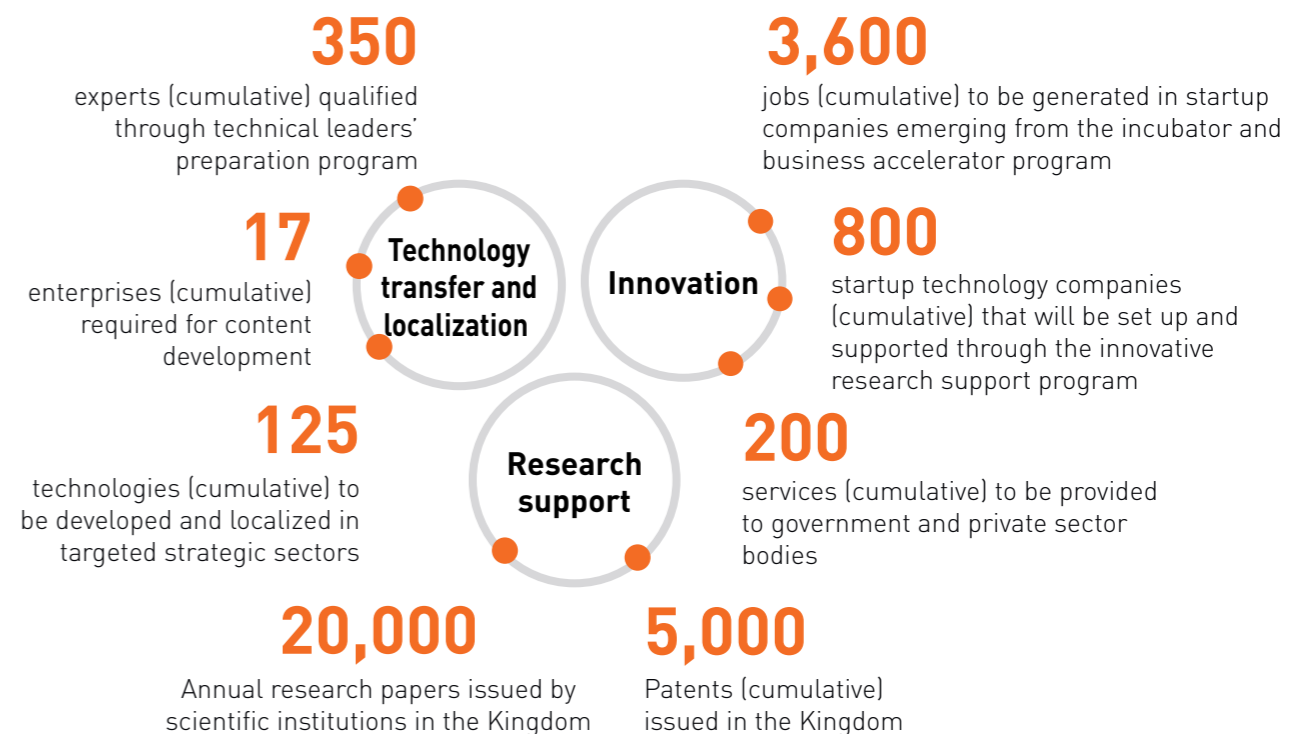 350
experts (cumulative) qualified
through technical leaders’
preparation program
3,600
jobs (cumulative) to be generated in startup
companies emerging from the incubator and
business accelerator program
17
enterprises (cumulative)
required for content
development
Technology
transfer and
localization
Innovation
800
startup technology companies
(cumulative) that will be set up and
supported through the innovative
research support program
125
technologies (cumulative) to
be developed and localized in
targeted strategic sectors
Research
support
200
services (cumulative) to be provided
to government and private sector
bodies
20,000
Annual research papers issued by
scientific institutions in the Kingdom
5,000
Patents (cumulative)
issued in the Kingdom